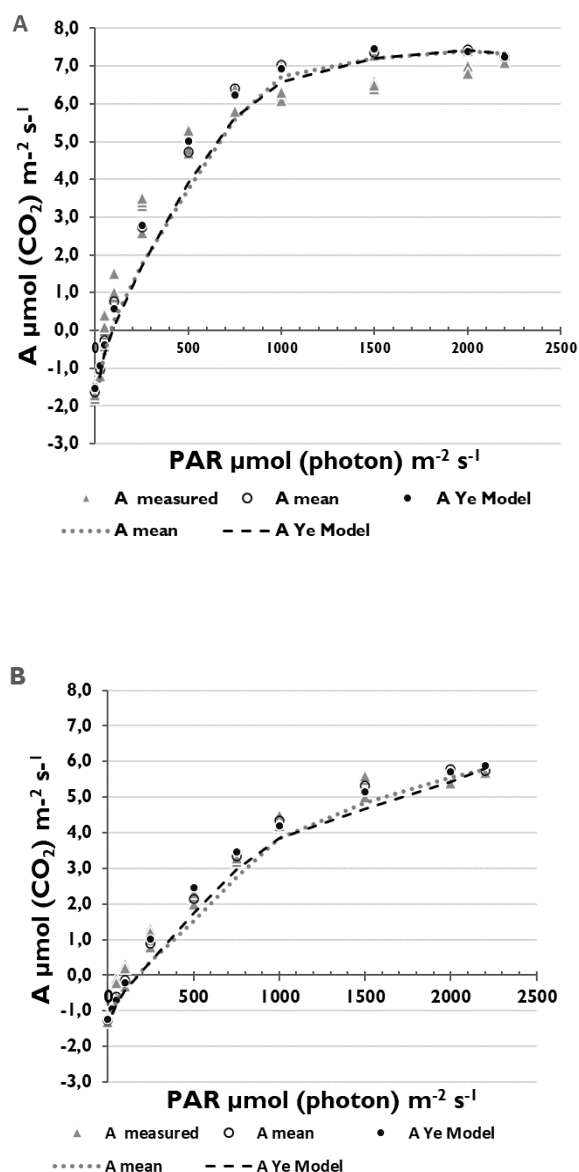 A
8,0
7,0
6,0
5,0
4,0
3,0
2,0
1,0
0,0
-1,0
-2,0
-3,0
0 500 1000 1500 2000 2500
A µmol (CO₂) m-² s-¹
PAR µmol (photon) m⁻² s⁻¹
A measured A mean A Ye Model
A mean A Ye Model
B
8,0
7,0
6,0
5,0
4,0
3,0
2,0
1,0
0,0
-1,0
-2,0
-3,0
0 500 1000 1500 2000 2500
A µmol (CO₂) m⁻² s-¹
PAR µmol (photon) m⁻² s⁻¹
A measured A mean A Ye Model
A mean A Ye Model